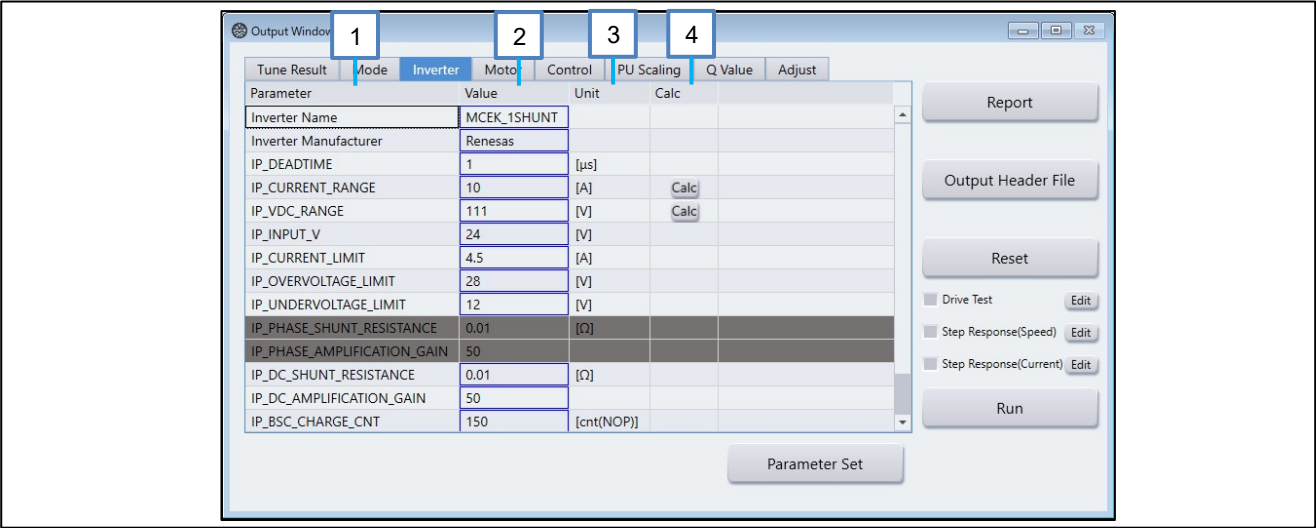 Output Window
1
2
3
4
Tune Result Mode Inverter Motor Control PU Scaling Q Value Adjust
Parameter Value Unit Calc
Inverter Name MCEK_1SHUNT
Inverter Manufacturer Renesas
IP_DEADTIME 1 [µs]
IP_CURRENT_RANGE 10 [A] Calc
IP_VDC_RANGE 111 [V] Calc
IP_INPUT_V 24 [V]
IP_CURRENT_LIMIT 4.5 [A]
IP_OVERVOLTAGE_LIMIT 28 [V]
IP_UNDERVOLTAGE_LIMIT 12 [V]
IP_PHASE_SHUNT_RESISTANCE 0.01 [Ω]
IP_PHASE_AMPLIFICATION_GAIN 50
IP_DC_SHUNT_RESISTANCE 0.01 [Ω]
IP_DC_AMPLIFICATION_GAIN 50
IP_BSC_CHARGE_CNT 150 [cnt(NOP)]
Report
Output Header File
Reset
Drive Test Edit
Step Response(Speed) Edit
Step Response(Current) Edit
Run
Parameter Set